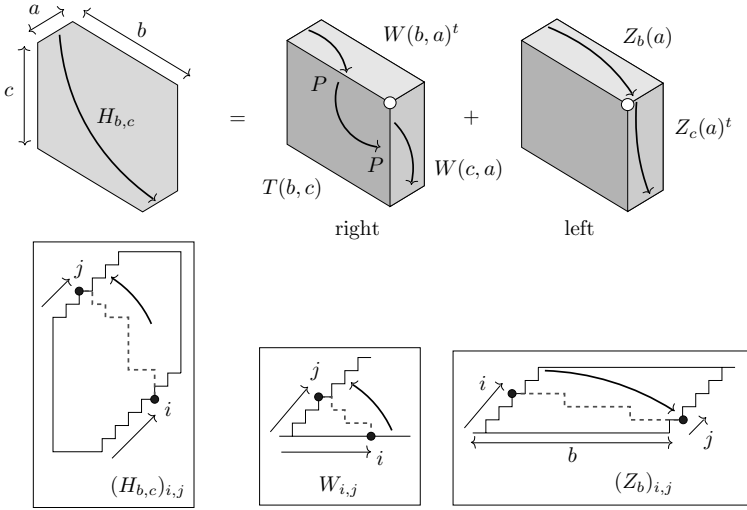 a
b
c
H_{b,c}
=
W(b, a)^t
P
P
T(b, c)
W(c, a)
right
+
Z_b(a)
Z_c(a)^t
left
j
i
(H_{b,c})_{i,j}
j
i
W_{i,j}
i
j
b
(Z_b)_{i,j}